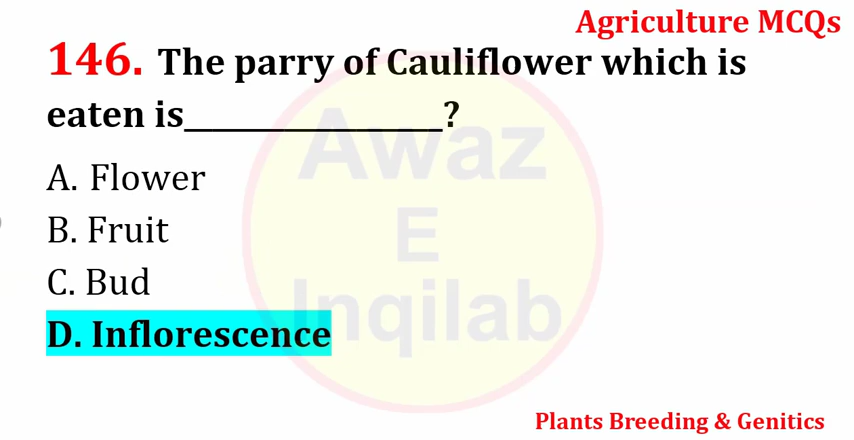 Agriculture MCQs
146. The parry of Cauliflower which is
eaten is__________________?
A. Flower
B. Fruit
C. Bud
D. Inflorescence
Awaz
E
Inqilab
Plants Breeding & Genitics